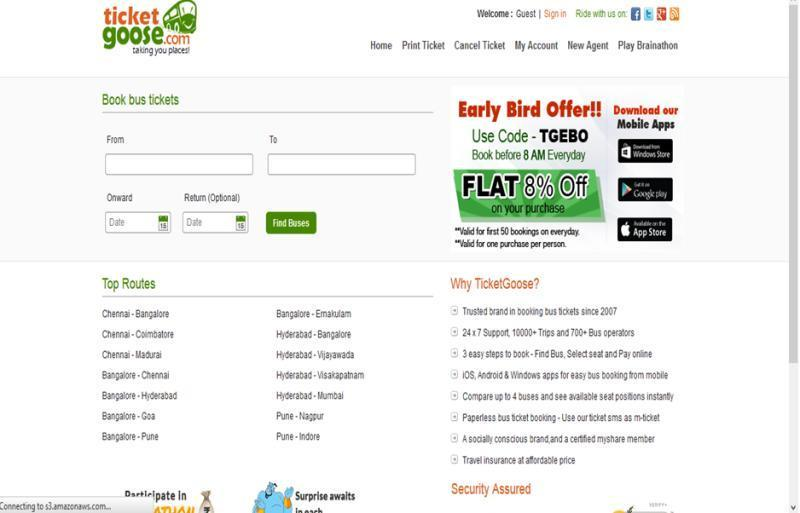 ticket
goose.com
taking you places!
Welcome : Guest | Sign in Ride with us on:
Home Print Ticket Cancel Ticket My Account New Agent Play Brainathon
Book bus tickets
From To
Onward Return (Optional)
Date 15 Date 15 Find Buses
Early Bird Offer!!
Use Code - TGEBO
Book before 8 AM Everyday
FLAT 8% Off
on your purchase
**Valid for first 50 bookings on everyday.
**Valid for one purchase per person.
Download our
Mobile Apps
Download from
Windows Store
Get it on
Google play
Available on the
App Store
Top Routes
Chennai - Bangalore
Chennai - Coimbatore
Chennai - Madurai
Bangalore - Chennai
Bangalore - Hyderabad
Bangalore - Goa
Bangalore - Pune
Bangalore - Ernakulam
Hyderabad - Bangalore
Hyderabad - Vijayawada
Hyderabad - Visakapatnam
Hyderabad - Mumbai
Pune - Nagpur
Pune - Indore
Why TicketGoose?
Trusted brand in booking bus tickets since 2007
24 x 7 Support, 10000+ Trips and 700+ Bus operators
3 easy steps to book - Find Bus, Select seat and Pay online
iOS, Android & Windows apps for easy bus booking from mobile
Compare up to 4 buses and see available seat positions instantly
Paperless bus ticket booking - Use our ticket sms as m-ticket
A socially conscious brand,and a certified myshare member
Travel insurance at affordable price
Security Assured
Participate in
Surprise awaits
in each
VERIFY
Connecting to s3.amazonaws.com...